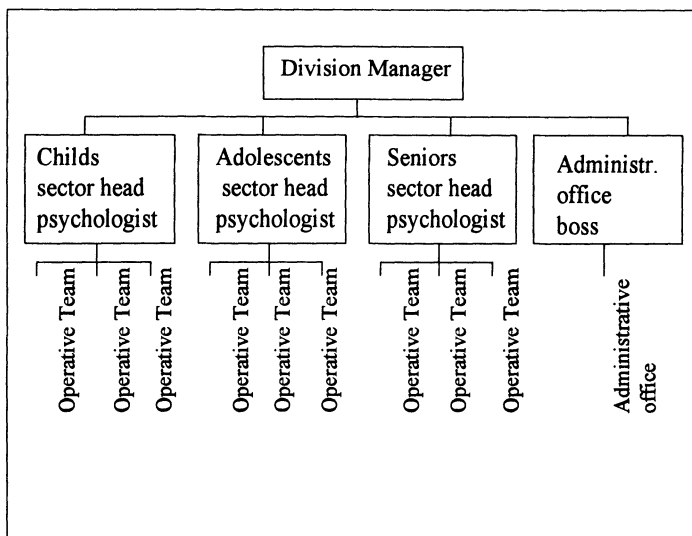 Division Manager
Childs
sector head
psychologist
Adolescents
sector head
psychologist
Seniors
sector head
psychologist
Administr.
office
boss
Operative Team
Operative Team
Operative Team
Operative Team
Operative Team
Operative Team
Operative Team
Operative Team
Operative Team
Administrative
office